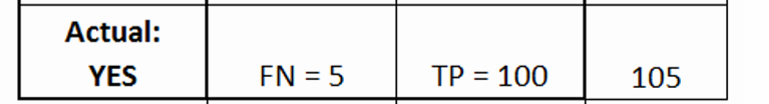 Actual:
YES FN = 5 TP = 100 105